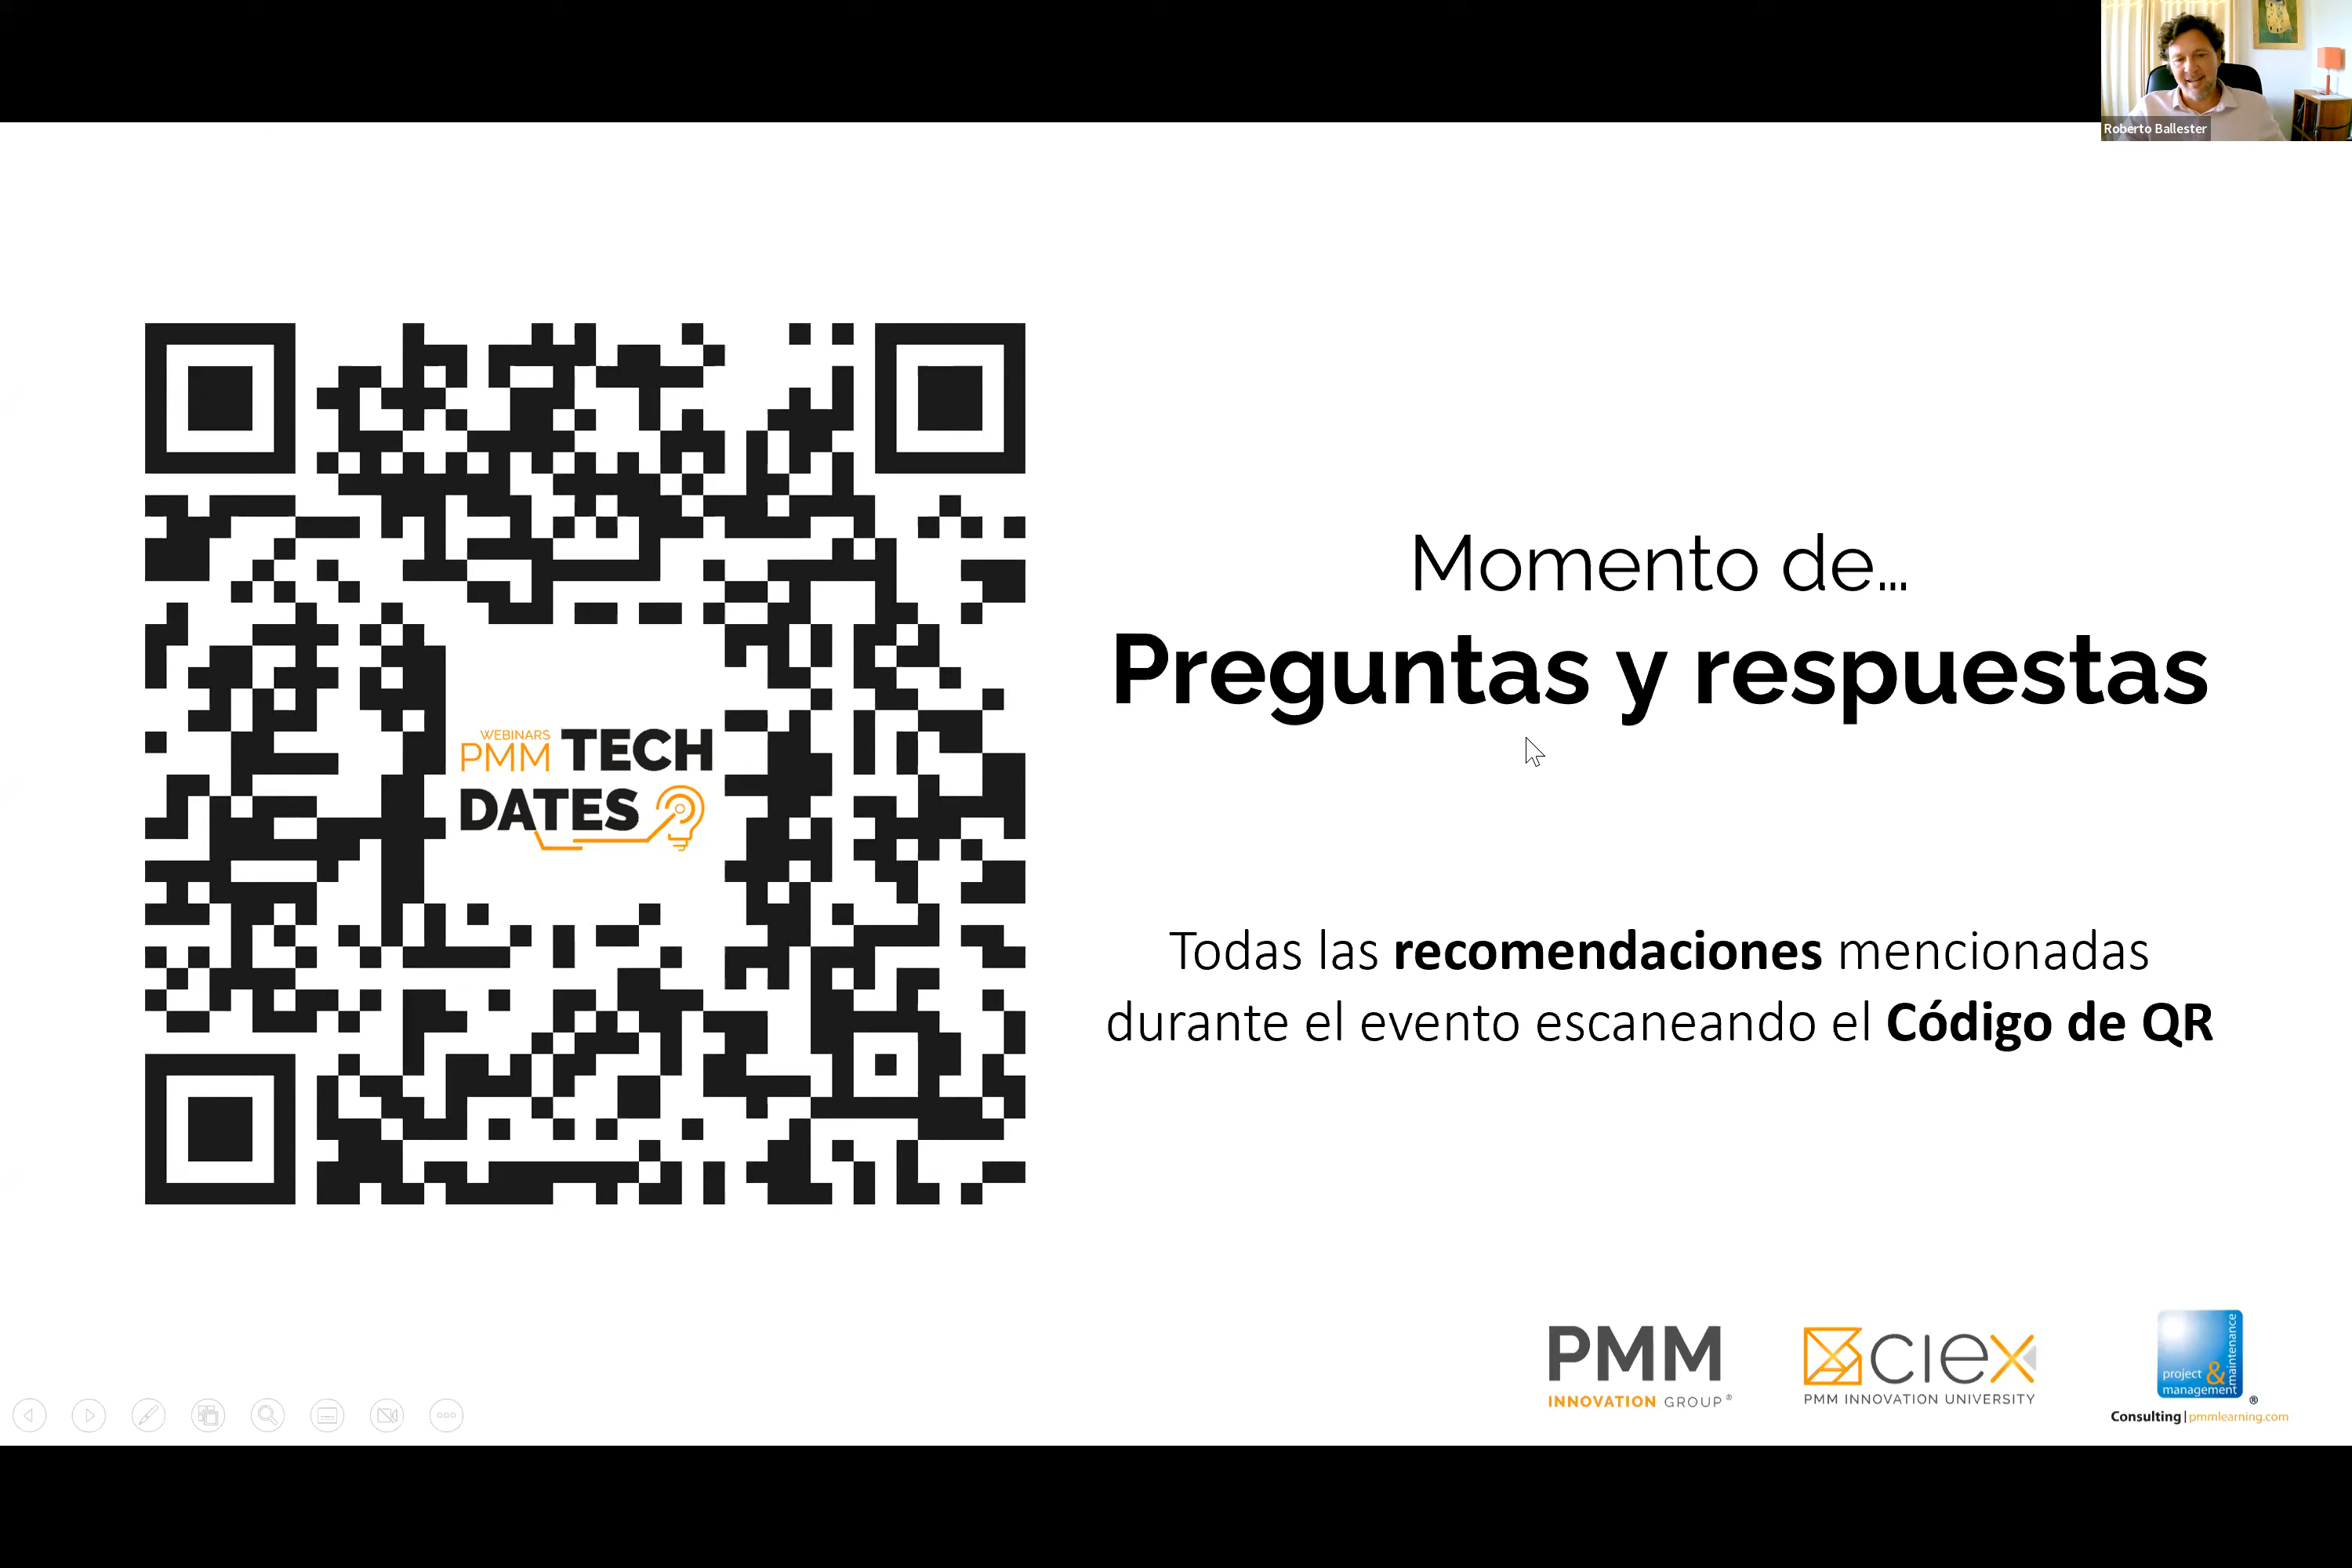 Roberto Ballester
WEBINARS
PMM TECH
DATES
Momento de...
Preguntas y respuestas
Todas las recomendaciones mencionadas
durante el evento escaneando el Código de QR
PMM
INNOVATION GROUP®
ciex
PMM INNOVATION UNIVERSITY
project & management
maintenance
®
Consulting | pmmlearning.com